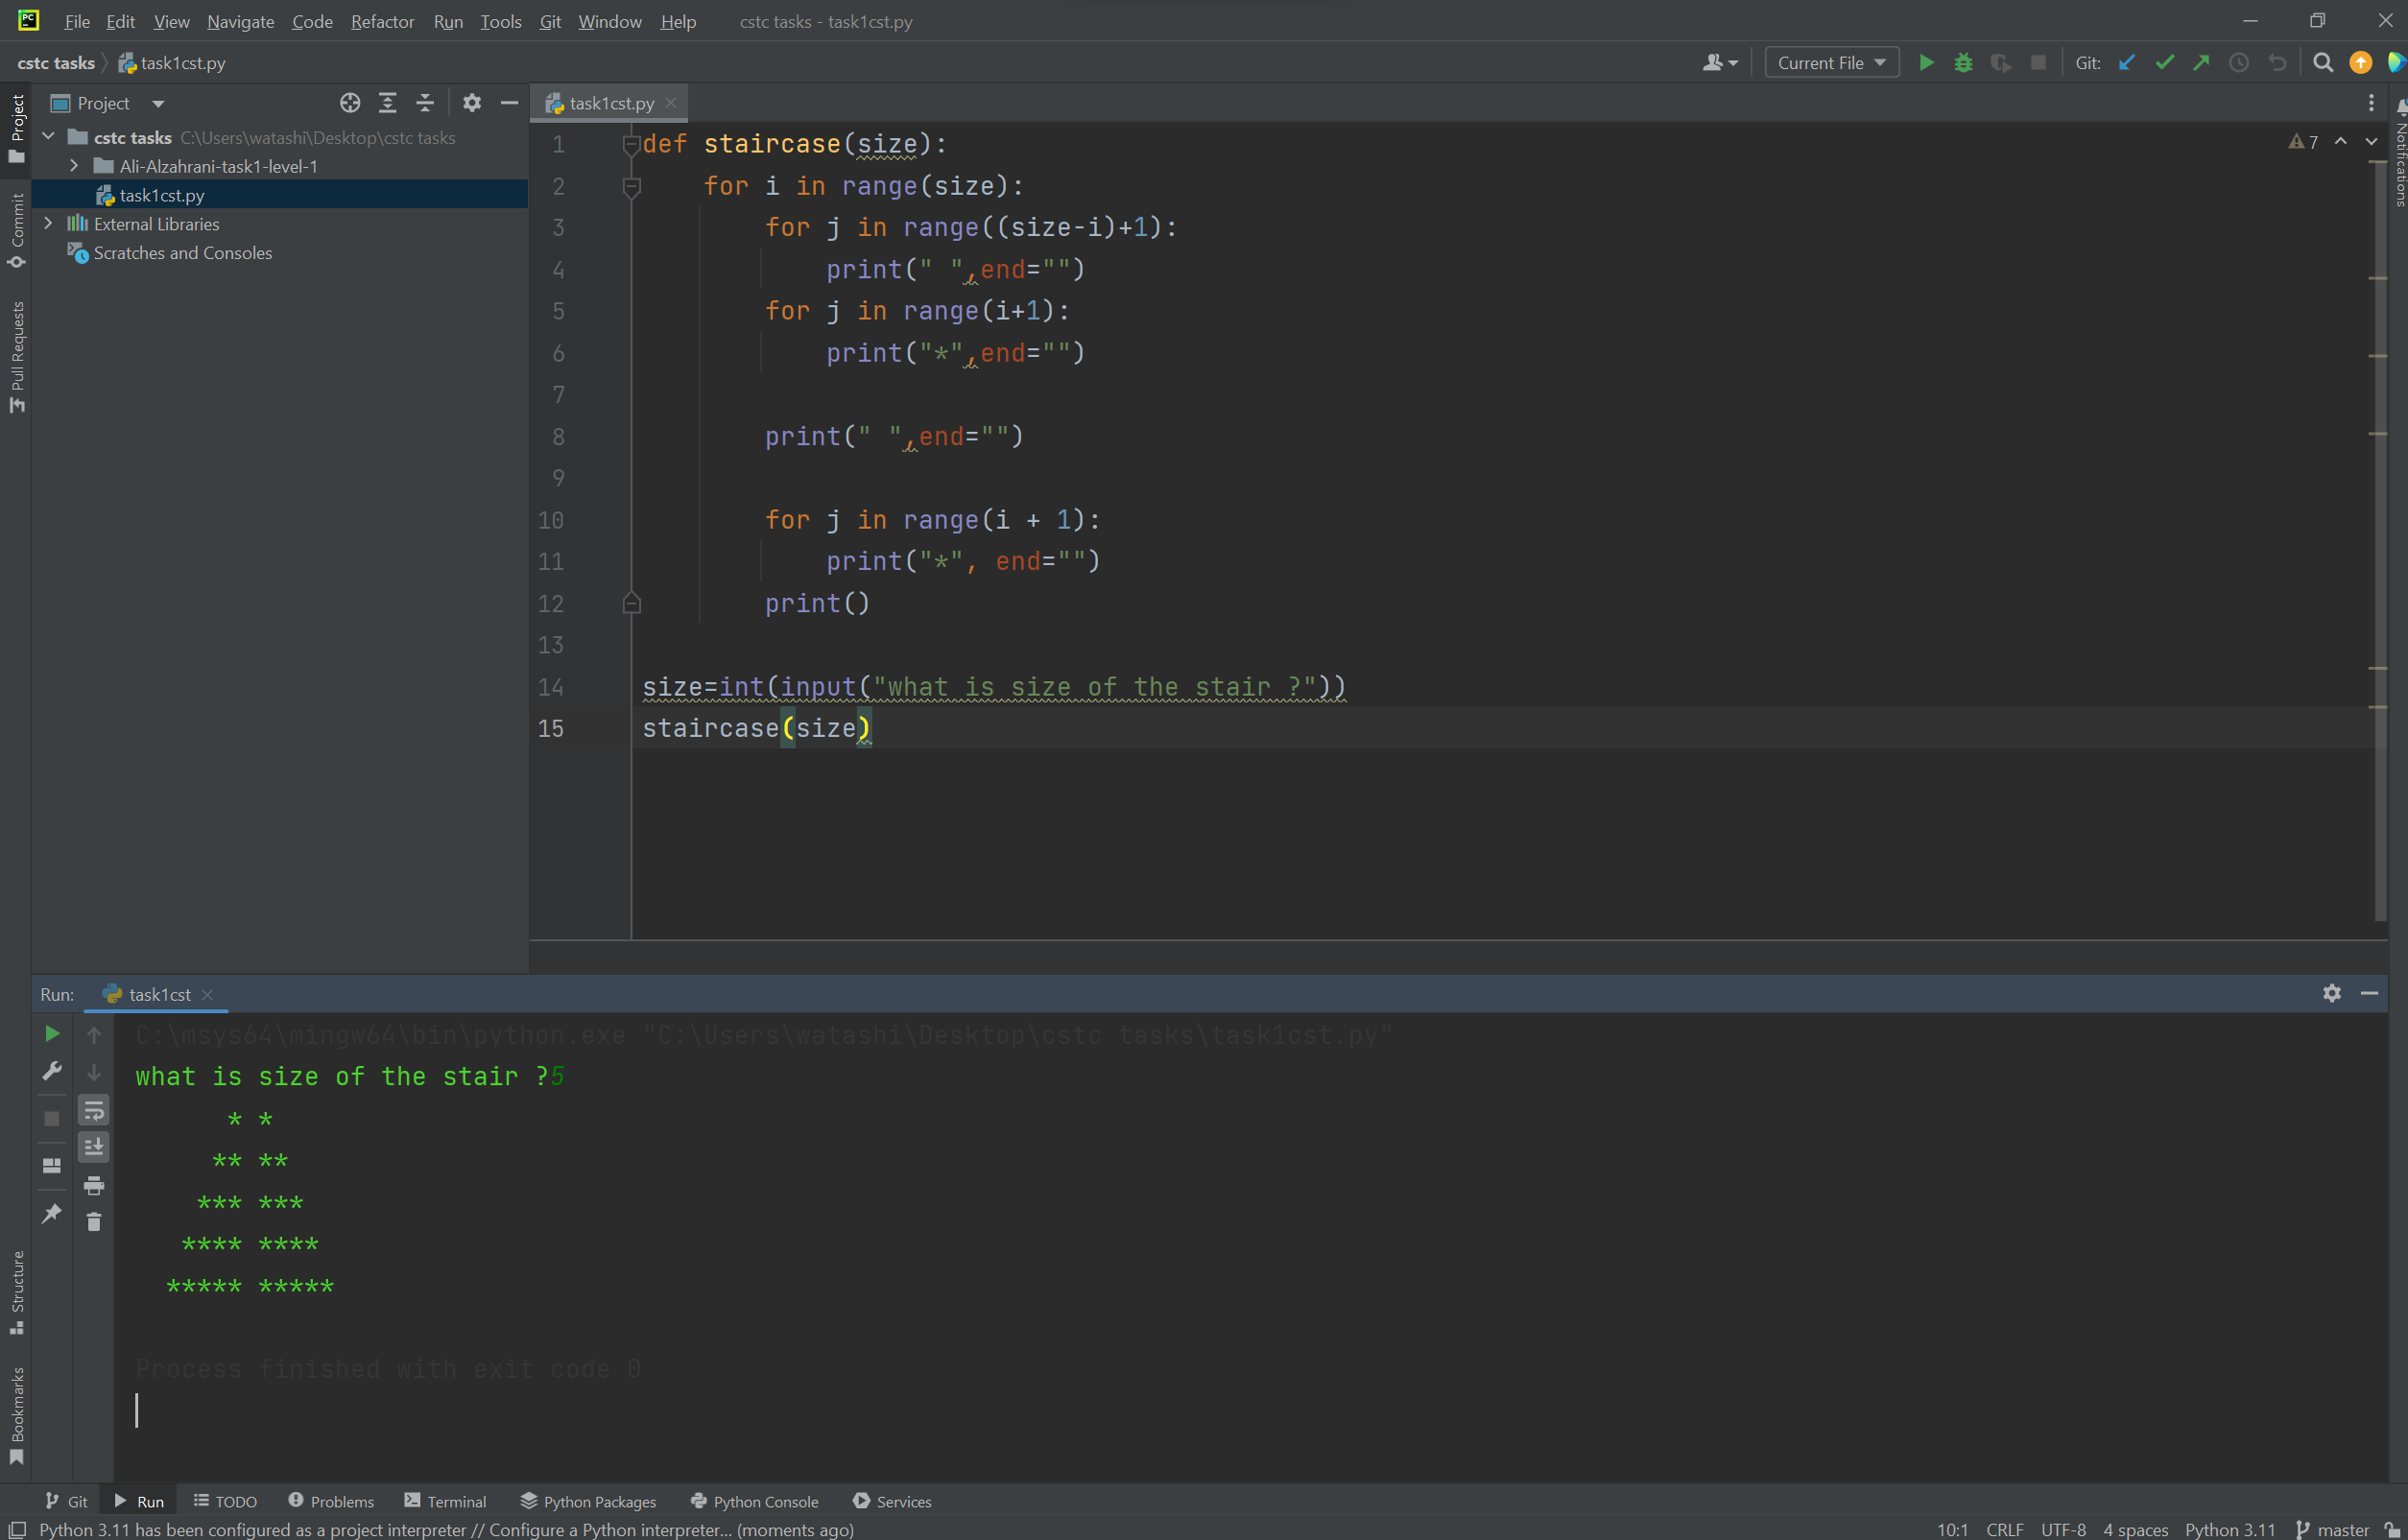 File Edit View Navigate Code Refactor Run Tools Git Window Help cstc tasks - task1cst.py
cstc tasks task1cst.py Current File Git:
Project
Commit
Pull Requests
Structure
Bookmarks
Notifications
Project
cstc tasks C:\Users\watashi\Desktop\cstc tasks
Ali-Alzahrani-task1-level-1
task1cst.py
External Libraries
Scratches and Consoles
task1cst.py
7
1 def staircase(size):
2     for i in range(size):
3         for j in range((size-i)+1):
4             print(" ",end="")
5         for j in range(i+1):
6             print("*",end="")
7
8         print(" ",end="")
9
10         for j in range(i + 1):
11             print("*", end="")
12         print()
13
14 size=int(input("what is size of the stair ?"))
15 staircase(size)
Run: task1cst
C:\msys64\mingw64\bin\python.exe "C:\Users\watashi\Desktop\cstc tasks\task1cst.py"
what is size of the stair ?5
      * *
     ** **
    *** ***
   **** ****
  ***** *****
Process finished with exit code 0
Git Run TODO Problems Terminal Python Packages Python Console Services
Python 3.11 has been configured as a project interpreter // Configure a Python interpreter... (moments ago) 10:1 CRLF UTF-8 4 spaces Python 3.11 master